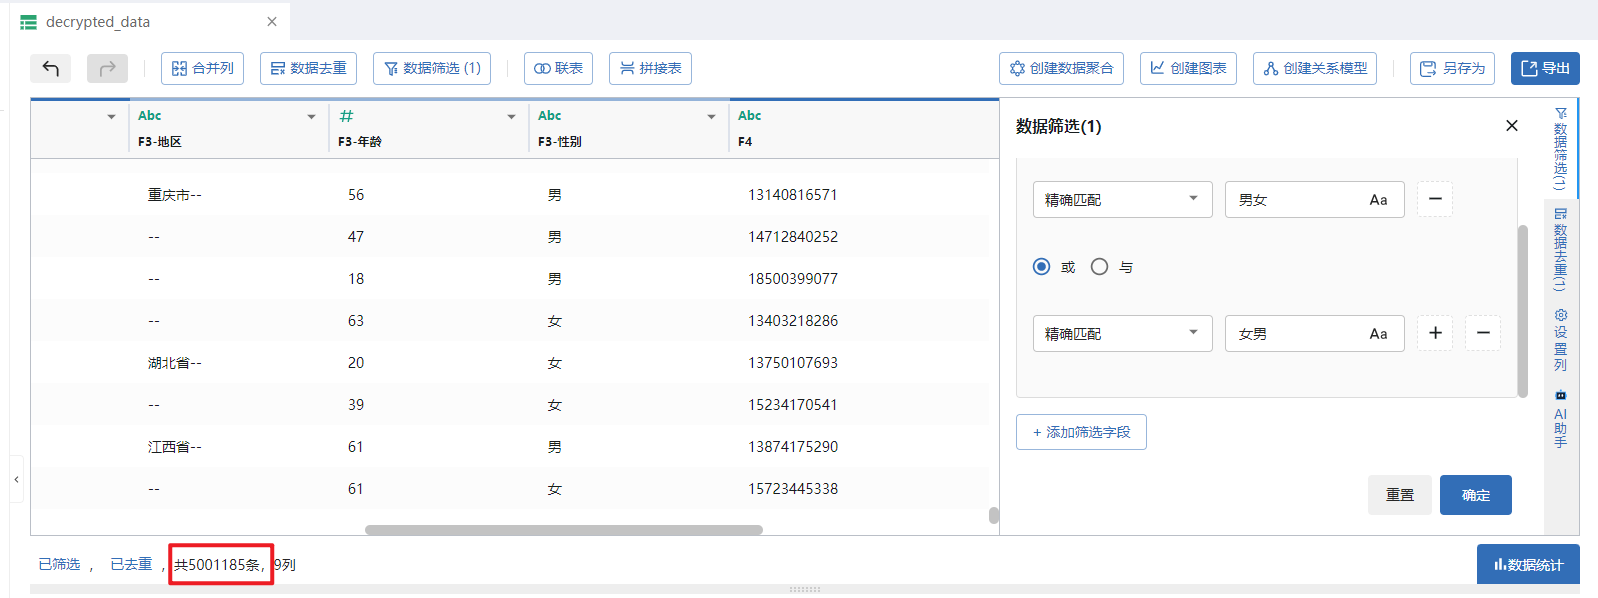 decrypted_data
合并列 数据去重 数据筛选 (1) 联表 拼接表 创建数据聚合 创建图表 创建关系模型 另存为 导出
Abc # Abc Abc
F3-地区 F3-年龄 F3-性别 F4
重庆市-- 56 男 13140816571
-- 47 男 14712840252
-- 18 男 18500399077
-- 63 女 13403218286
湖北省-- 20 女 13750107693
-- 39 女 15234170541
江西省-- 61 男 13874175290
-- 61 女 15723445338
已筛选 , 已去重 , 共5001185条, 9列
数据筛选(1)
精确匹配 男女 Aa
或 与
精确匹配 女男 Aa
+ 添加筛选字段
重置 确定
数据筛选(1)
数据去重(1)
设置列
AI助手
数据统计